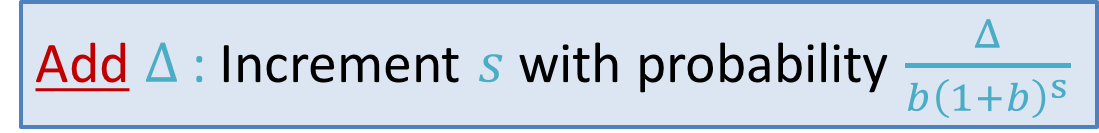 Add Δ : Increment s with probability Δ/b(1+b)^s